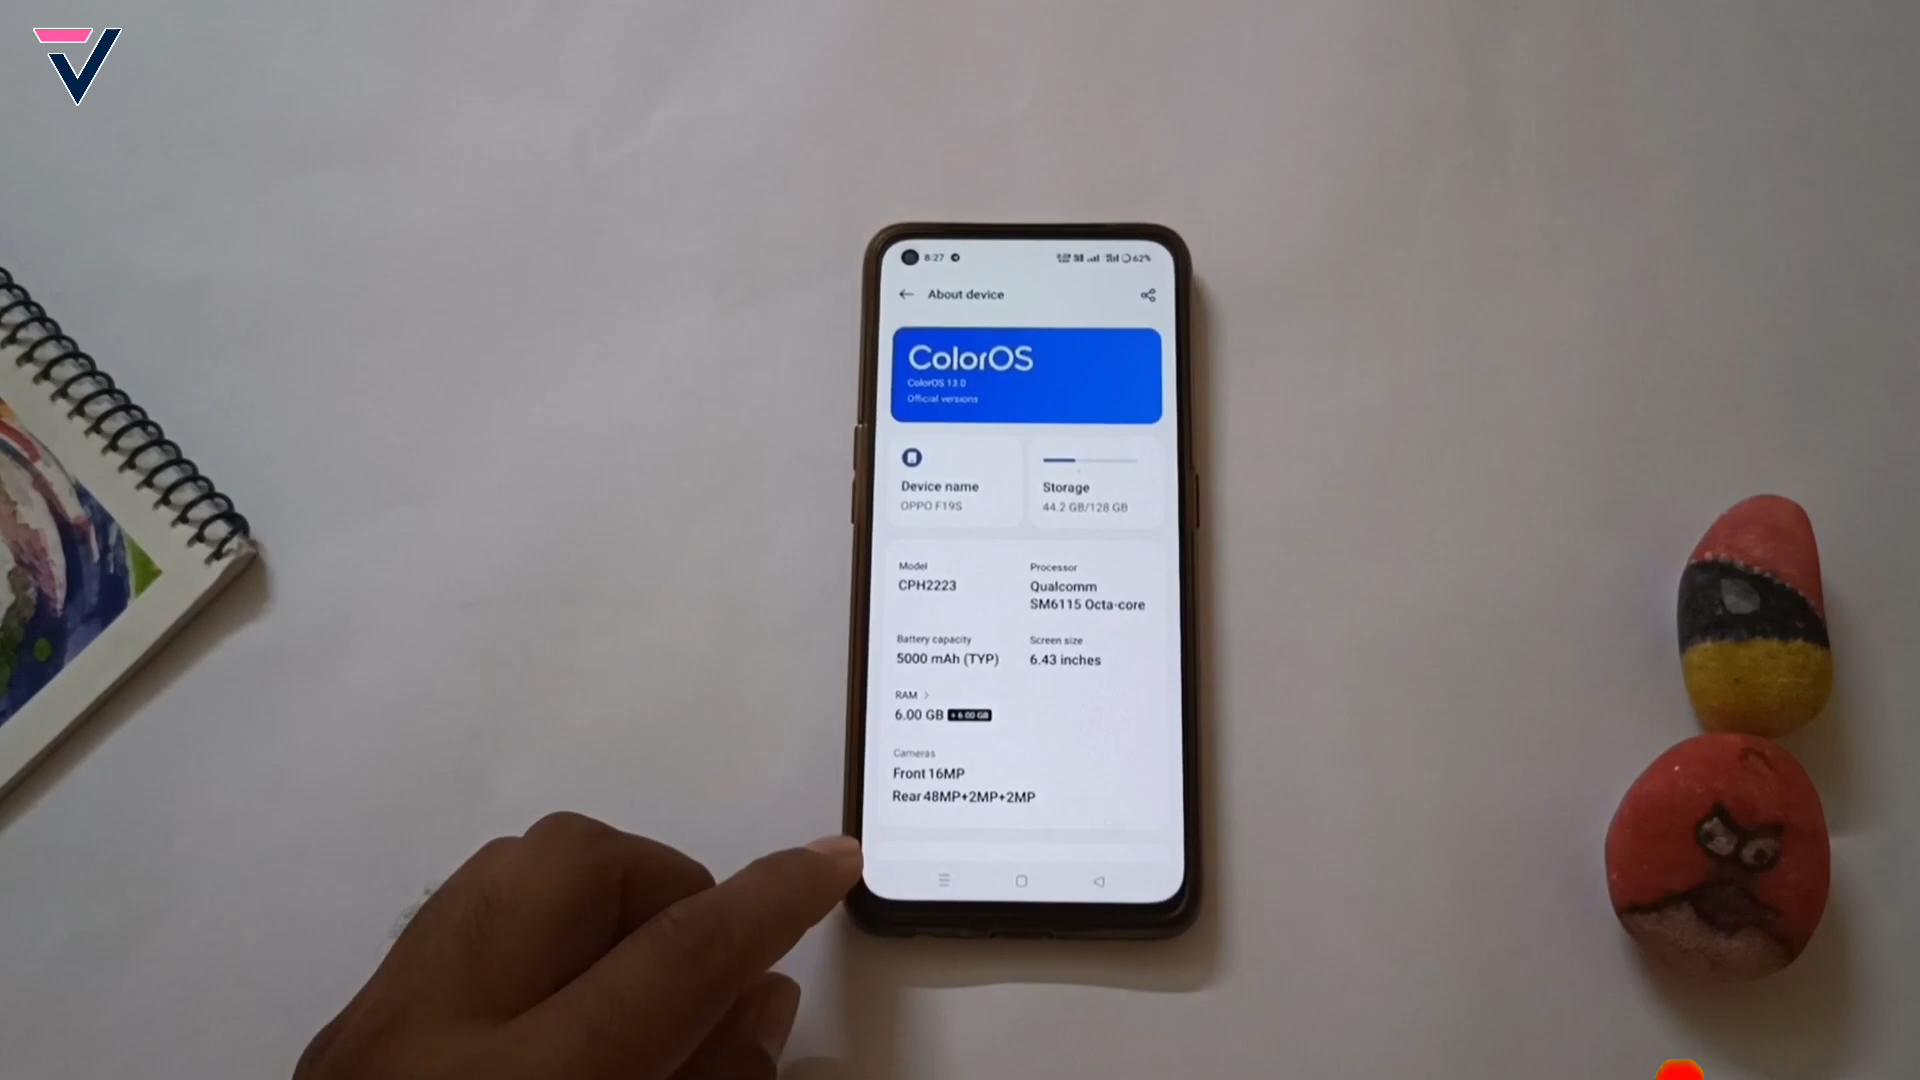 8:27
62%
About device
ColorOS
ColorOS 13.0
Official versions
Device name
OPPO F19S
Storage
44.2 GB/128 GB
Model
CPH2223
Processor
Qualcomm
SM6115 Octa-core
Battery capacity
5000 mAh (TYP)
Screen size
6.43 inches
RAM >
6.00 GB + 6.00 GB
Cameras
Front 16MP
Rear 48MP+2MP+2MP